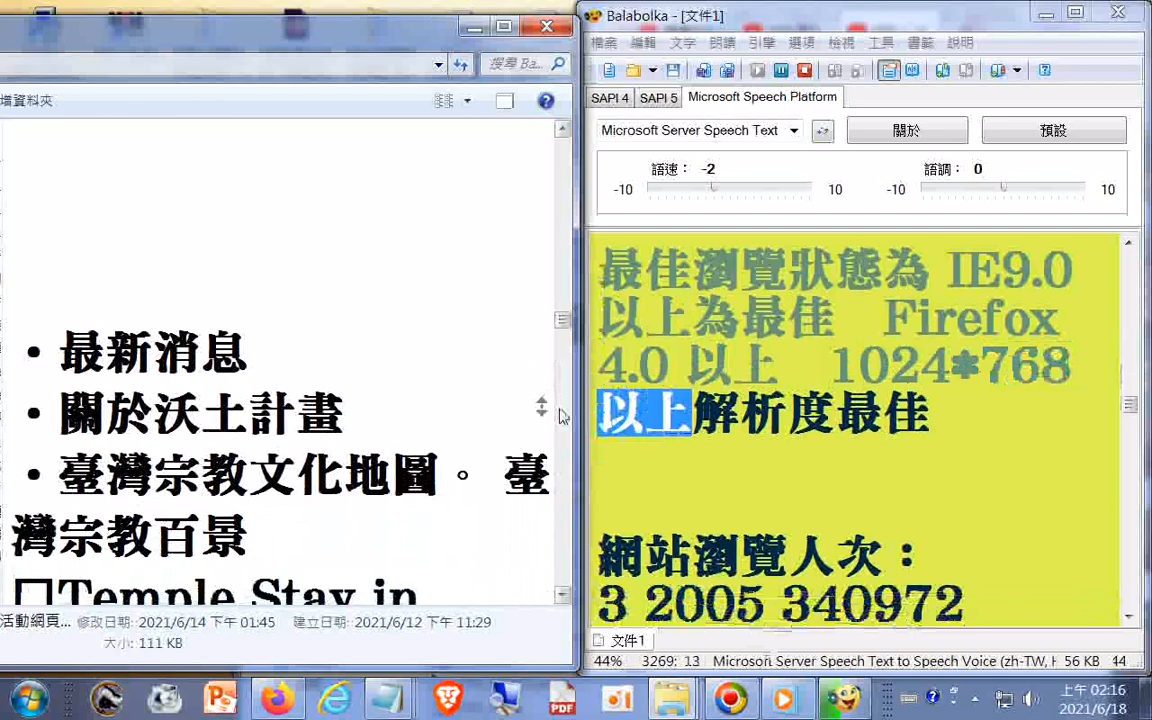 搜尋 Ba...
增資料夾
• 最新消息
• 關於沃土計畫
• 臺灣宗教文化地圖。 臺
灣宗教百景
□Temple Stay in
活動網頁... 修改日期: 2021/6/14 下午 01:45 建立日期: 2021/6/12 下午 11:29
大小: 111 KB
Balabolka - [文件1]
檔案 編輯 文字 朗讀 引擎 選項 檢視 工具 書籤 說明
SAPI 4 SAPI 5 Microsoft Speech Platform
Microsoft Server Speech Text 關於 預設
語速: -2 語調: 0
-10 10 -10 10
最佳瀏覽狀態為 IE9.0
以上為最佳 Firefox
4.0 以上 1024*768
以上解析度最佳
網站瀏覽人次：
3 2005 340972
文件1
44% 3269: 13 Microsoft Server Speech Text to Speech Voice (zh-TW, H 56 KB 44
PDF
上午 02:16
2021/6/18